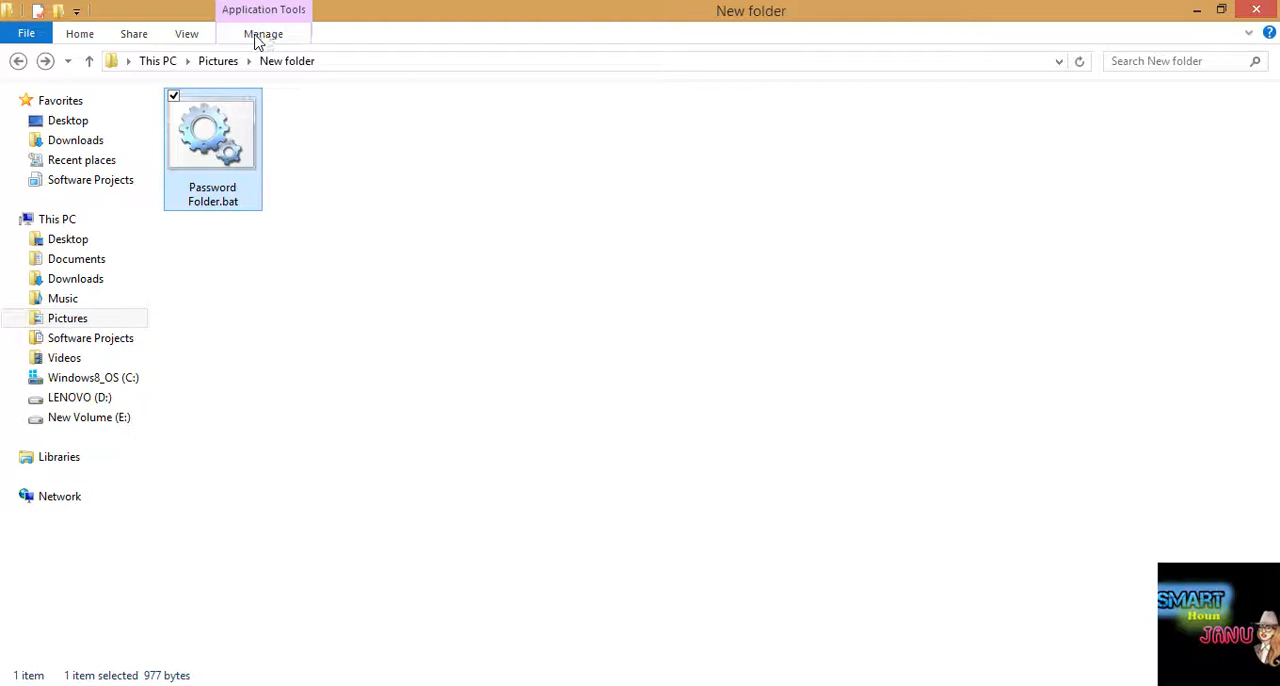 Application Tools
New folder
File
Home
Share
View
Manage
This PC
Pictures
New folder
Search New folder
Favorites
Desktop
Downloads
Recent places
Software Projects
This PC
Desktop
Documents
Downloads
Music
Pictures
Software Projects
Videos
Windows8_OS (C:)
LENOVO (D:)
New Volume (E:)
Libraries
Network
Password
Folder.bat
1 item
1 item selected 977 bytes
SMART
Houn
JANU